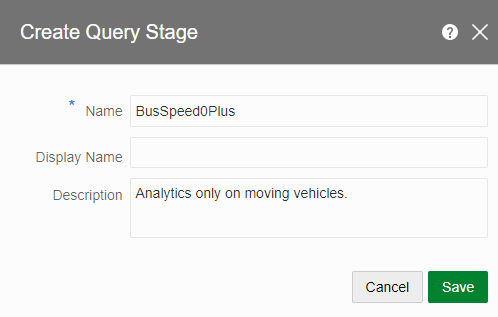 Create Query Stage ?
* Name BusSpeed0Plus
Display Name
Description Analytics only on moving vehicles.
Cancel Save